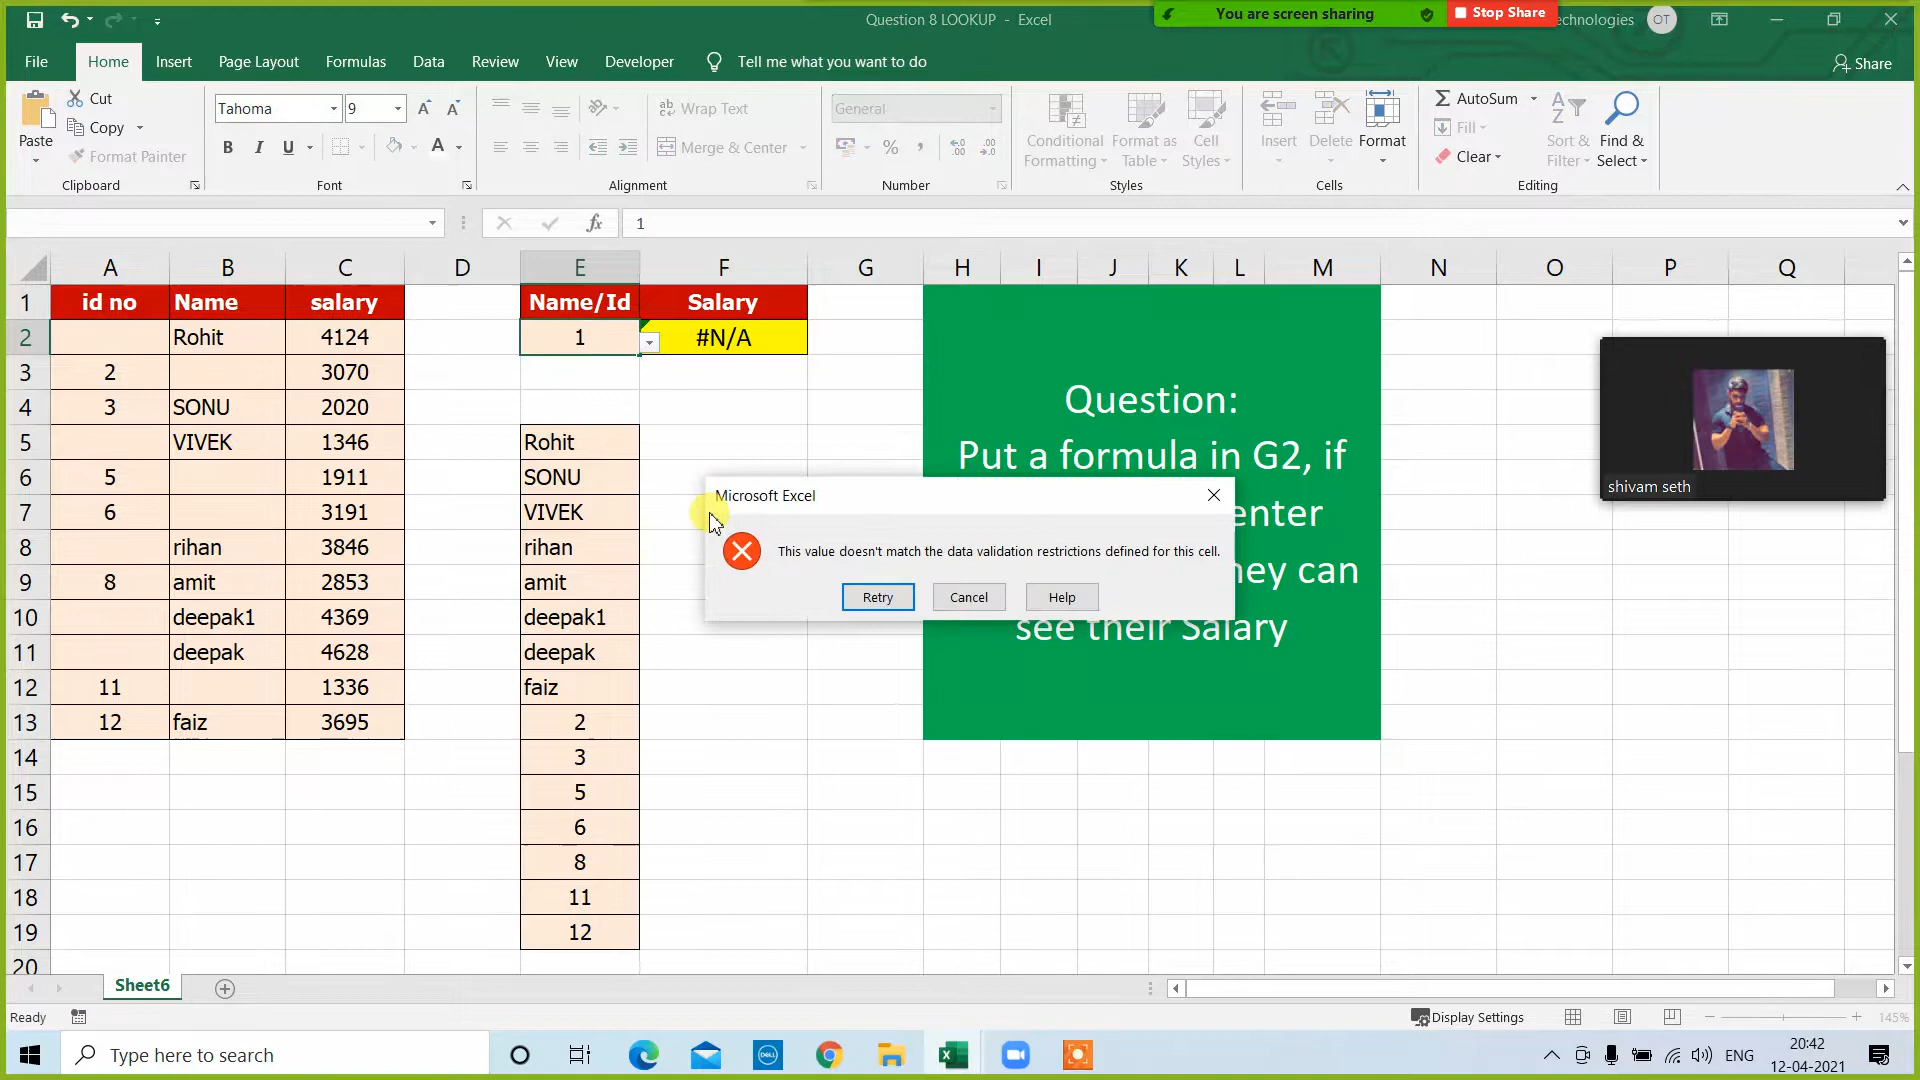 Question 8 LOOKUP - Excel
You are screen sharing
Stop Share
echnologies
OT
File
Home
Insert
Page Layout
Formulas
Data
Review
View
Developer
Tell me what you want to do
Share
Paste
Cut
Copy
Format Painter
Clipboard
Tahoma
9
B
I
U
A
Font
Wrap Text
Merge & Center
Alignment
General
%
Number
Conditional
Formatting
Format as
Table
Cell
Styles
Styles
Insert
Delete
Format
Cells
AutoSum
Fill
Clear
Sort &
Filter
Find &
Select
Editing
fx
1
A B C D E F G H I J K L M N O P Q
1 id no Name salary Name/Id Salary
2 Rohit 4124 1 #N/A
3 2 3070
4 3 SONU 2020
5 VIVEK 1346 Rohit
6 5 1911 SONU
7 6 3191 VIVEK
8 rihan 3846 rihan
9 8 amit 2853 amit
10 deepak1 4369 deepak1
11 deepak 4628 deepak
12 11 1336 faiz
13 12 faiz 3695 2
14 3
15 5
16 6
17 8
18 11
19 12
20
Question:
Put a formula in G2, if
enter
hey can
see their Salary
Microsoft Excel
This value doesn't match the data validation restrictions defined for this cell.
Retry
Cancel
Help
shivam seth
Sheet6
Ready
Display Settings
145%
Type here to search
DELL
ENG
20:42
12-04-2021